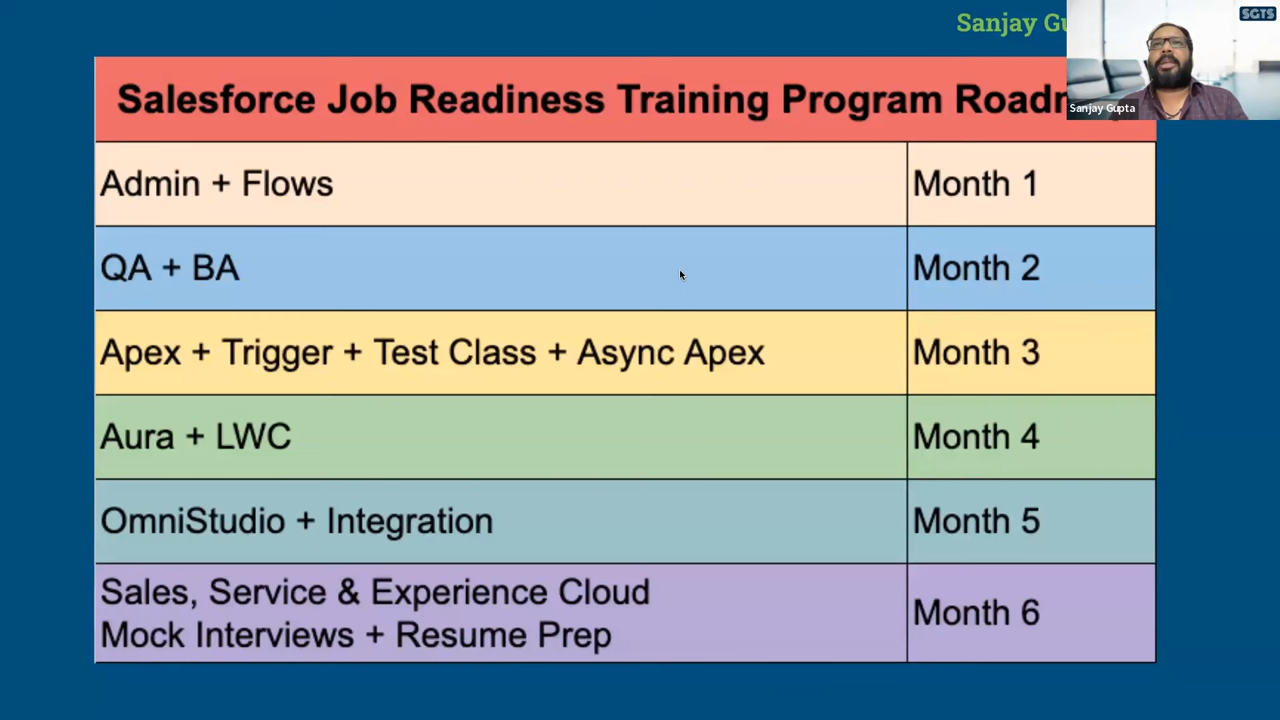 Sanjay
SGTS
Sanjay Gupta
Salesforce Job Readiness Training Program
Admin + Flows
Month 1
QA + BA
Month 2
Apex + Trigger + Test Class + Async Apex
Month 3
Aura + LWC
Month 4
OmniStudio + Integration
Month 5
Sales, Service & Experience Cloud
Mock Interviews + Resume Prep
Month 6